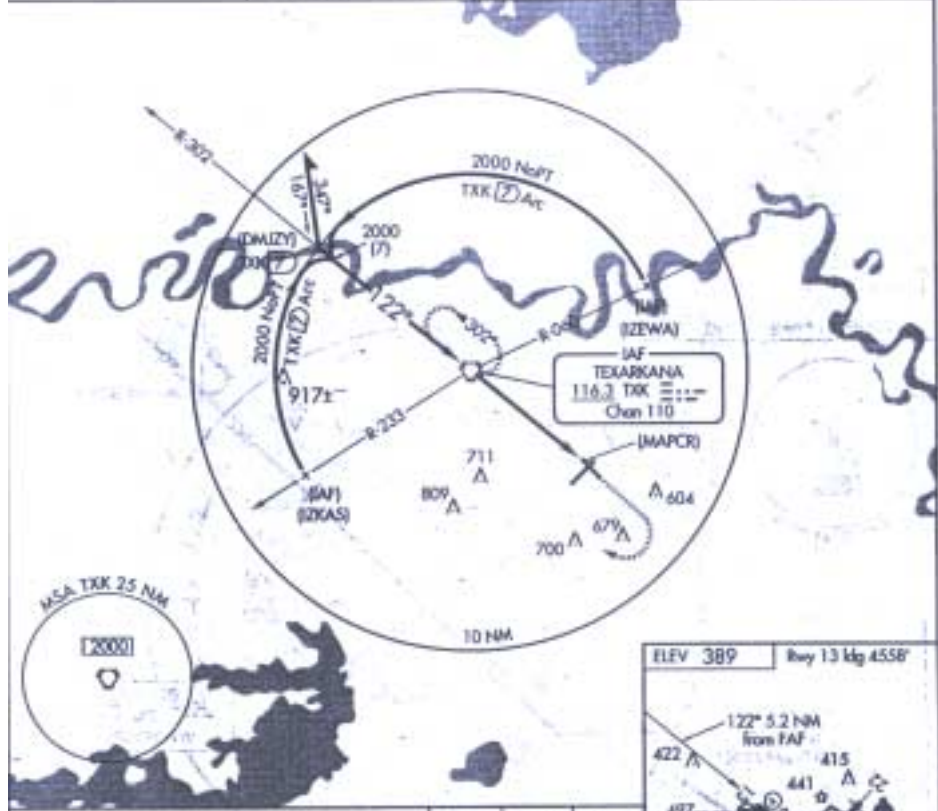 R-302
2000 NoPT
TXK 7 Arc
347°
167°
(DMJZY)
TXK 7
2000
(7)
2000 NoPT
TXK 7 Arc
122°
302°
(IAF)
(IZEWA)
IAF
TEXARKANA
116.3 TXK
Chan 110
917±
R-233
(MAPCR)
711
809
604
679
700
(IAF)
(IZKAS)
10 NM
MSA TXK 25 NM
2000
ELEV 389
Rwy 13 ldg 4558'
122° 5.2 NM
from FAF
422
415
441